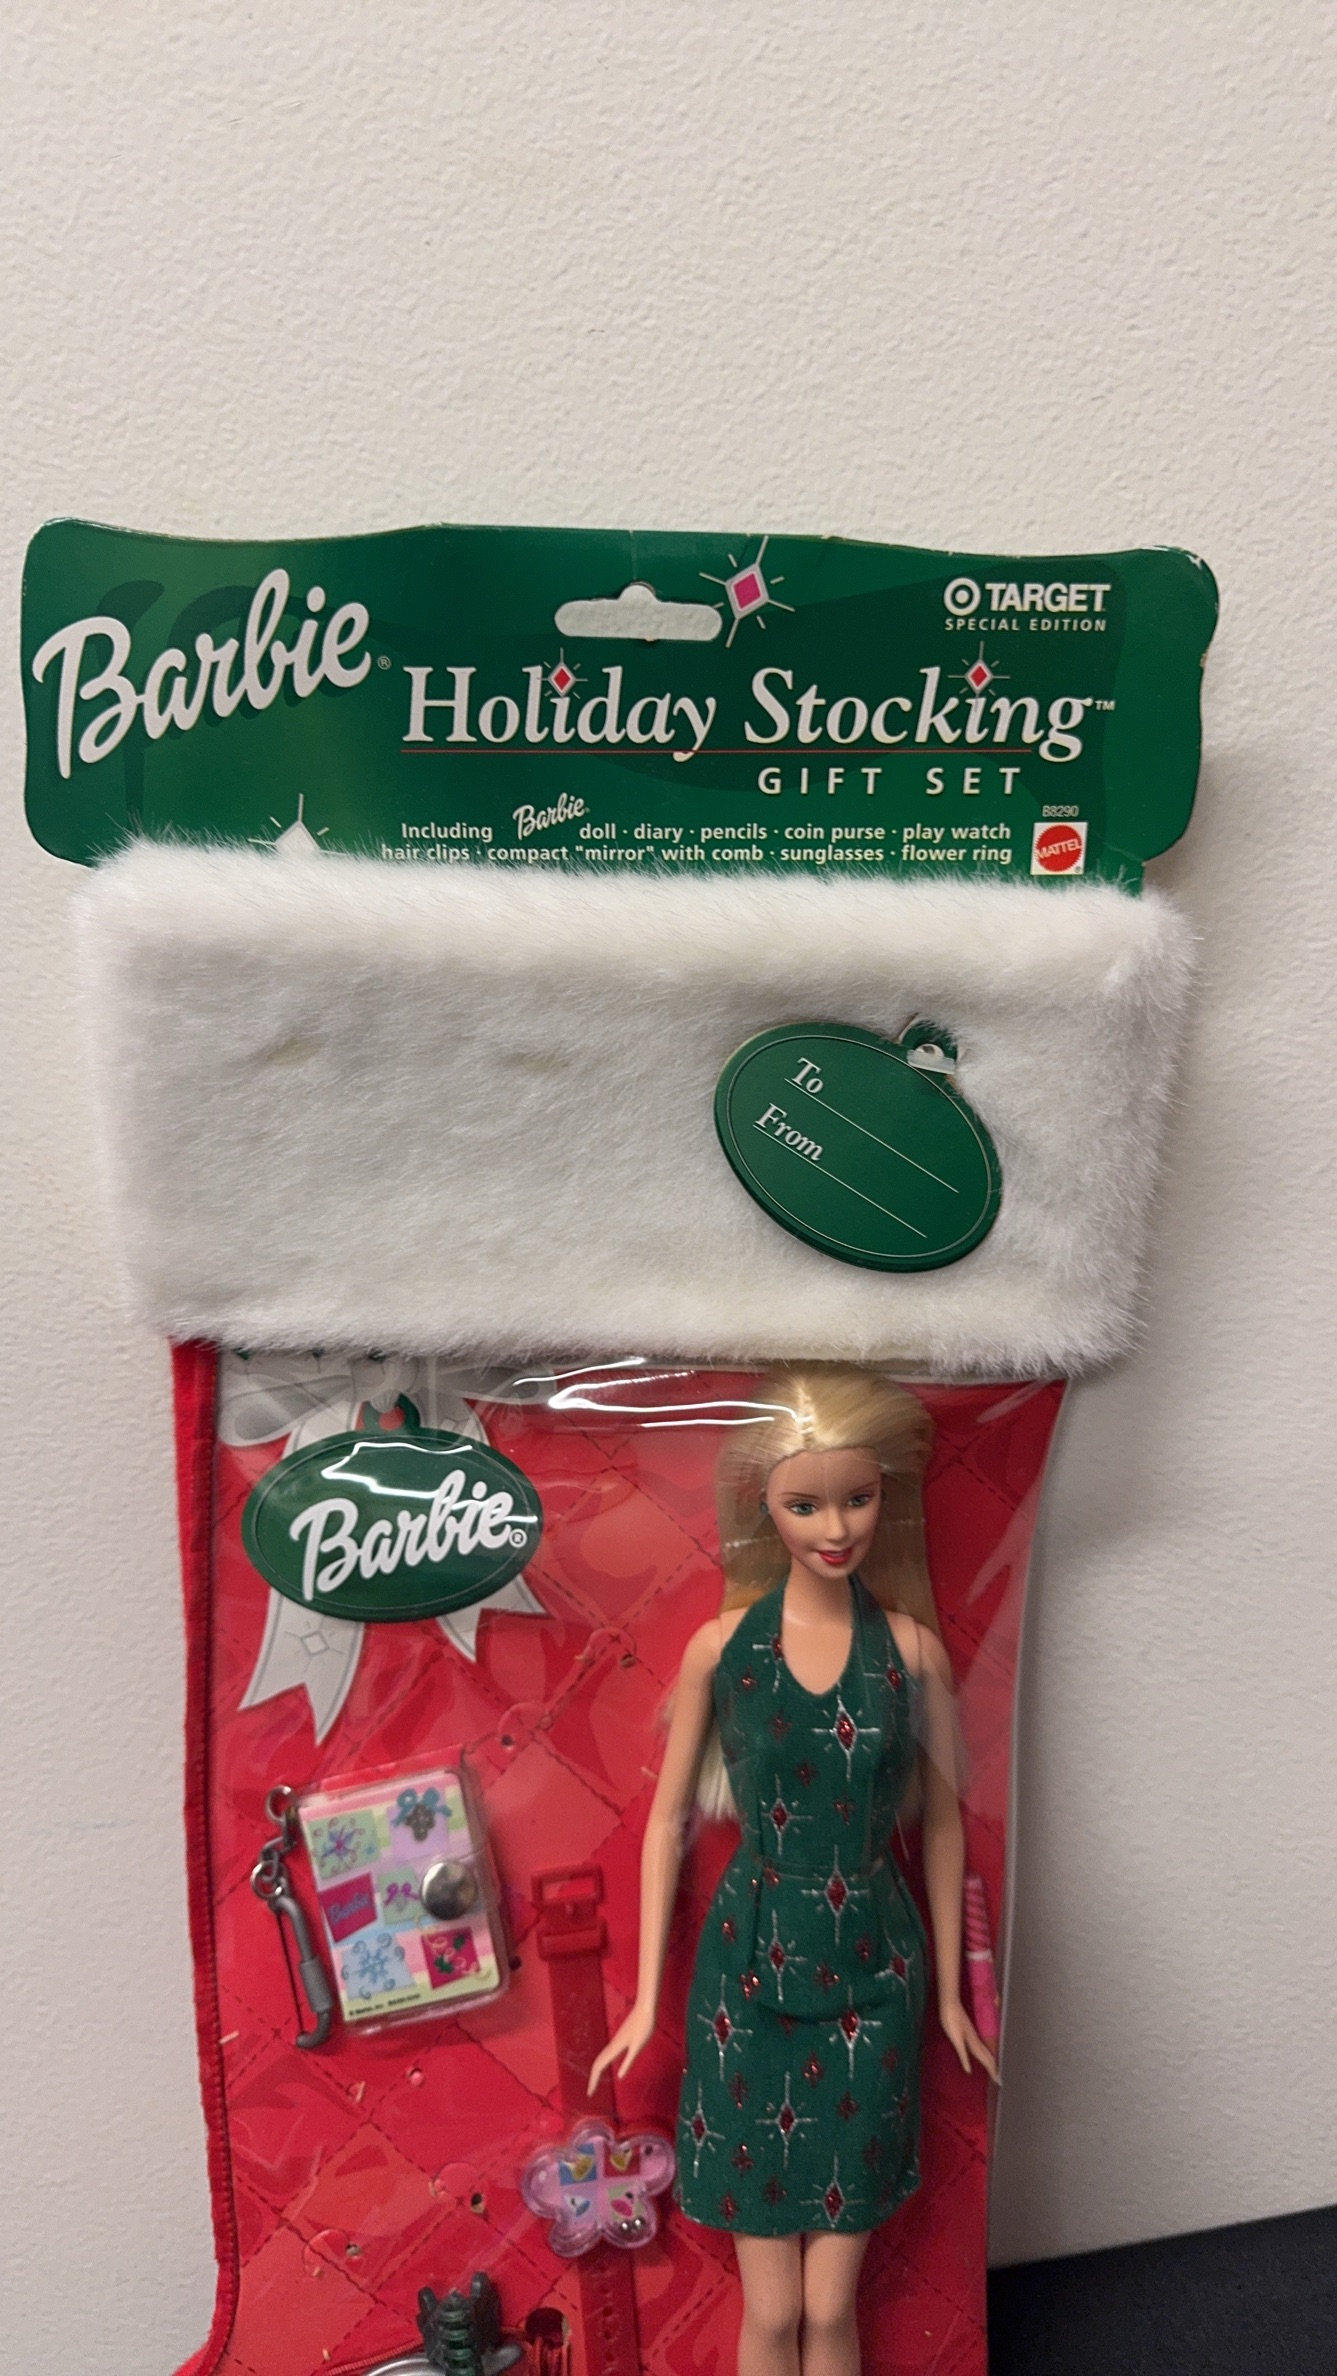 Barbie®
TARGET
SPECIAL EDITION
Holiday Stocking™
GIFT SET
B8290
Including Barbie® doll · diary · pencils · coin purse · play watch
hair clips · compact "mirror" with comb · sunglasses · flower ring
MATTEL®
To
From
Barbie®
Barbie